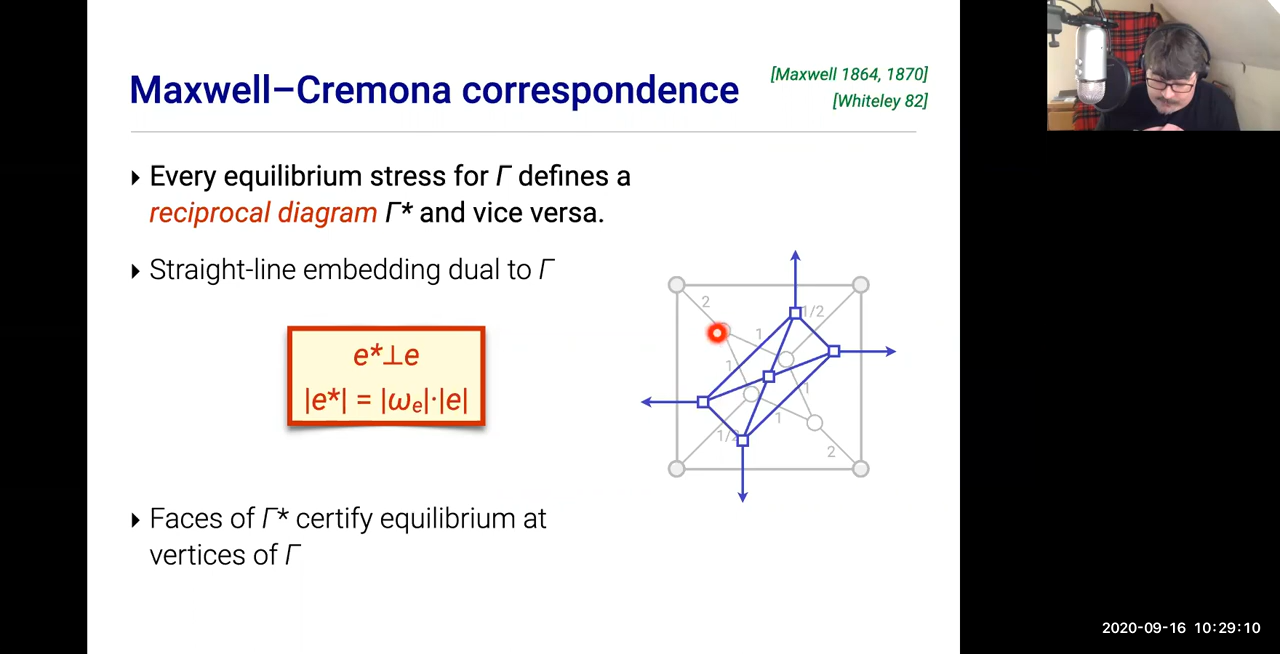 Maxwell–Cremona correspondence
[Maxwell 1864, 1870]
[Whiteley 82]
‣ Every equilibrium stress for Γ defines a
reciprocal diagram Γ* and vice versa.
‣ Straight-line embedding dual to Γ
e*⊥e
|e*| = |ωₑ|·|e|
‣ Faces of Γ* certify equilibrium at
vertices of Γ
2
1/2
1
1
1
1
1/2
2
2020-09-16 10:29:10